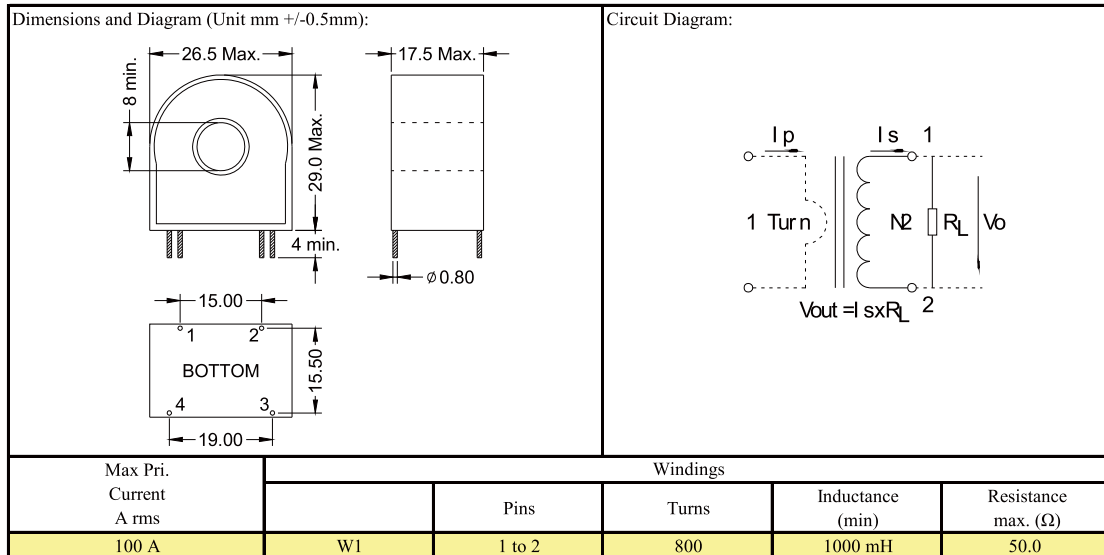 Dimensions and Diagram (Unit mm +/-0.5mm):
26.5 Max.
17.5 Max.
8 min.
29.0 Max.
4 min.
Ø0.80
15.00
1 2
BOTTOM
15.50
4 3
19.00
Circuit Diagram:
Ip Is 1
1 Turn N2 RL Vo
Vout =IsxRL 2
Max Pri.
Current
A rms
Windings
Pins
Turns
Inductance
(min)
Resistance
max. (Ω)
100 A W1 1 to 2 800 1000 mH 50.0